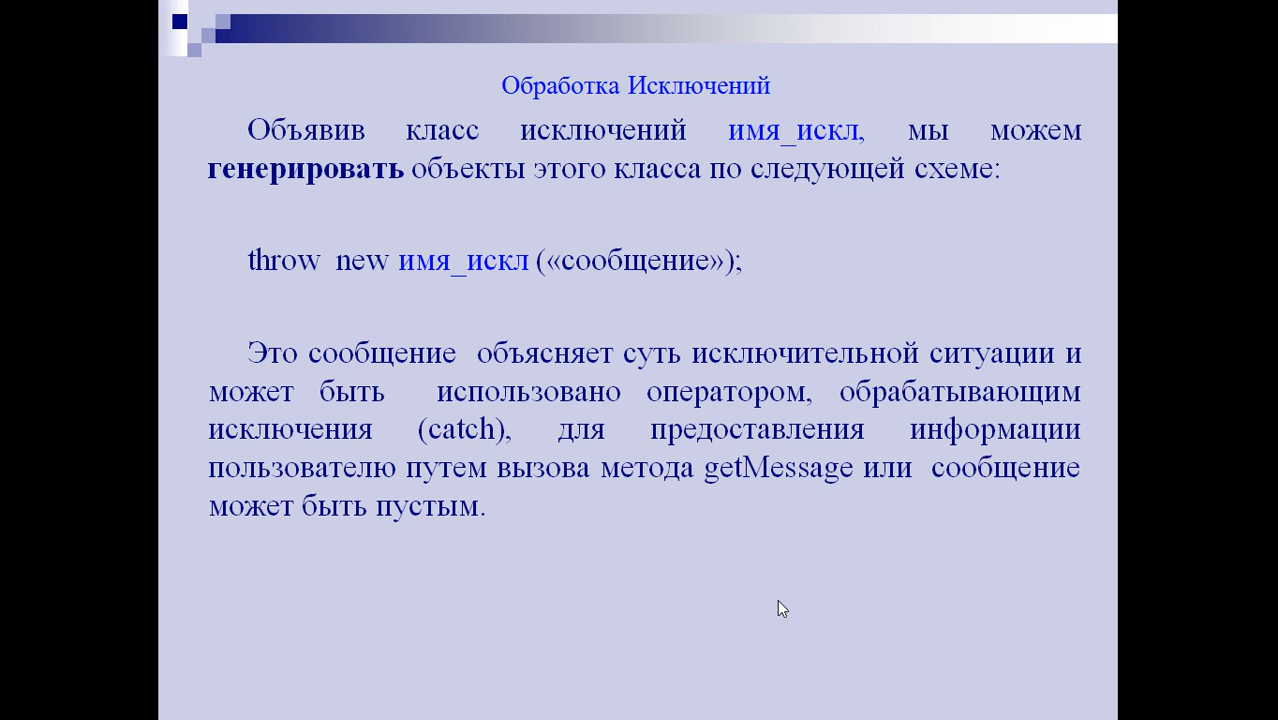 Обработка Исключений
Объявив класс исключений имя_искл, мы можем
генерировать объекты этого класса по следующей схеме:
throw new имя_искл («сообщение»);
Это сообщение объясняет суть исключительной ситуации и
может быть использовано оператором, обрабатывающим
исключения (catch), для предоставления информации
пользователю путем вызова метода getMessage или сообщение
может быть пустым.